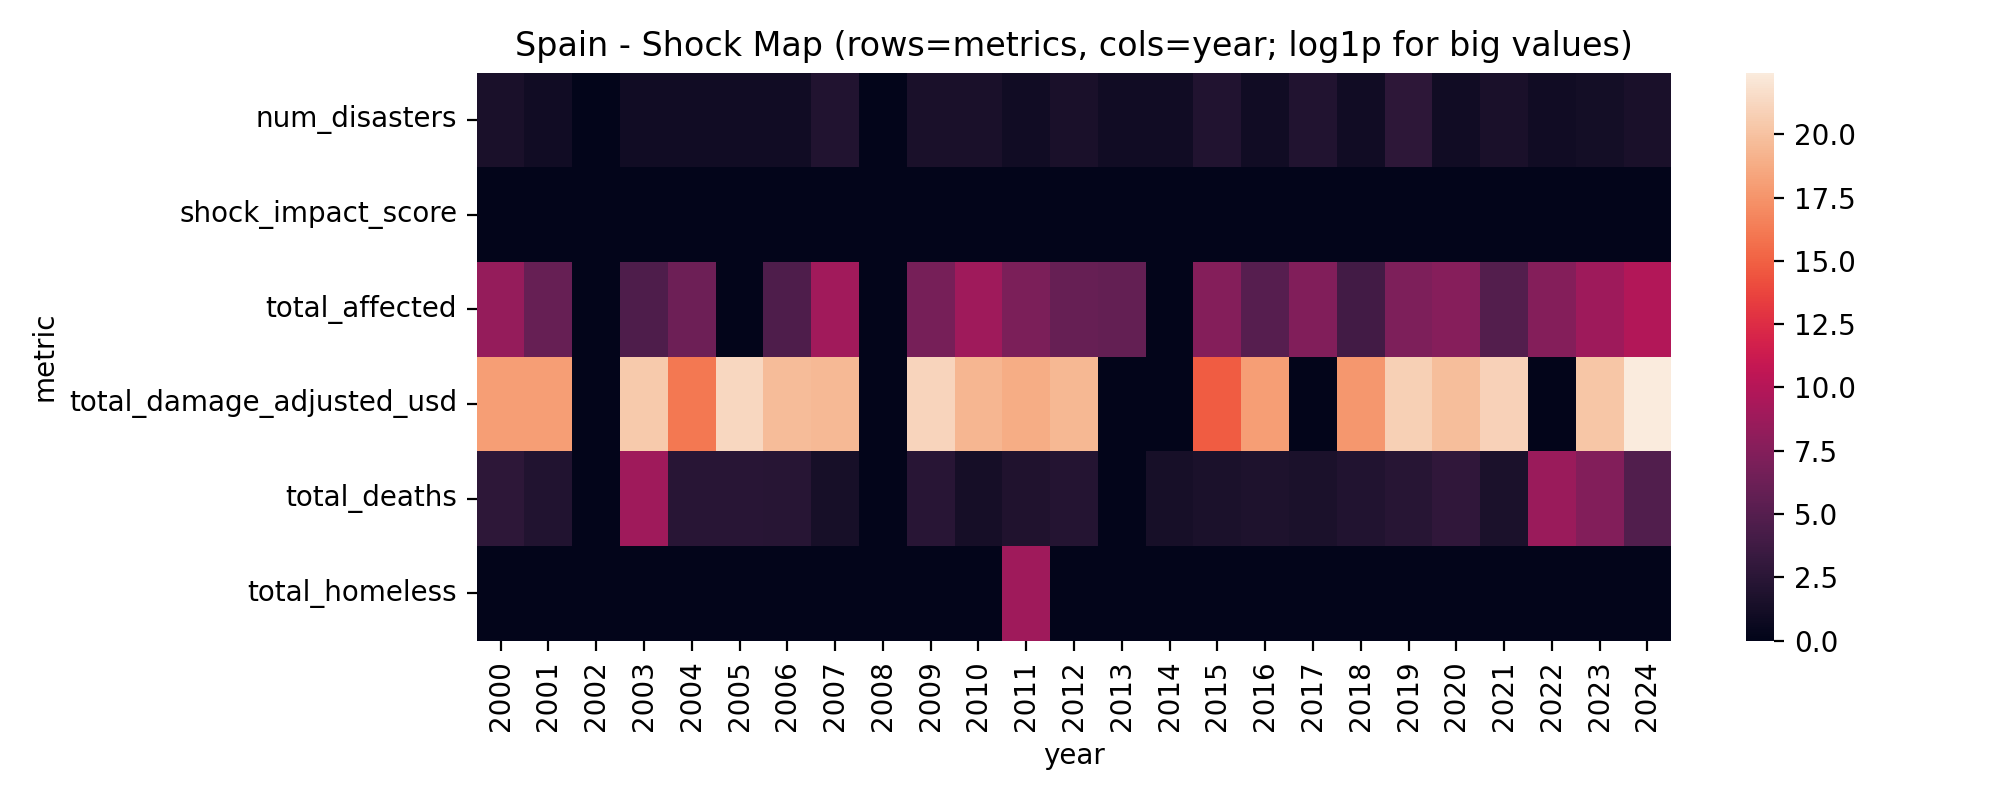 Spain - Shock Map (rows=metrics, cols=year; log1p for big values)
metric
num_disasters
shock_impact_score
total_affected
total_damage_adjusted_usd
total_deaths
total_homeless
2000 2001 2002 2003 2004 2005 2006 2007 2008 2009 2010 2011 2012 2013 2014 2015 2016 2017 2018 2019 2020 2021 2022 2023 2024
year
20.0
17.5
15.0
12.5
10.0
7.5
5.0
2.5
0.0